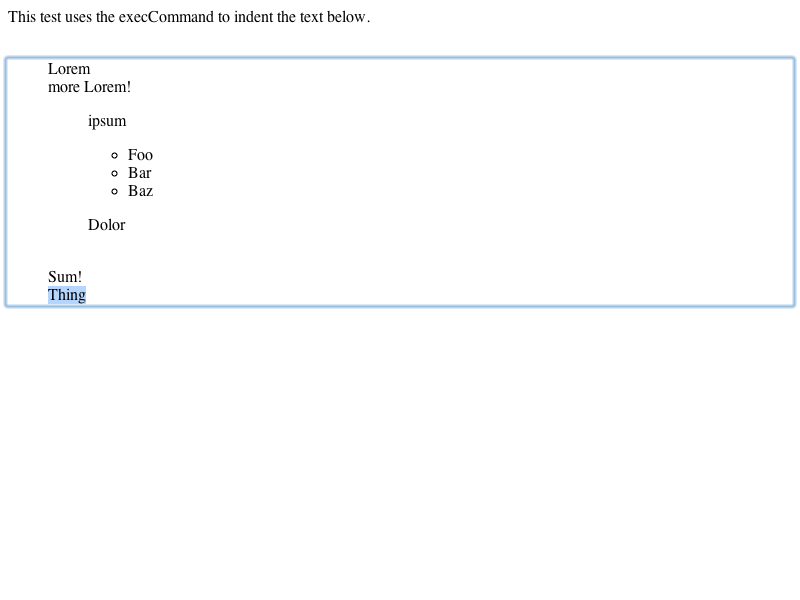 This test uses the execCommand to indent the text below.
Lorem
more Lorem!
ipsum
Foo
Bar
Baz
Dolor
Sum!
Thing